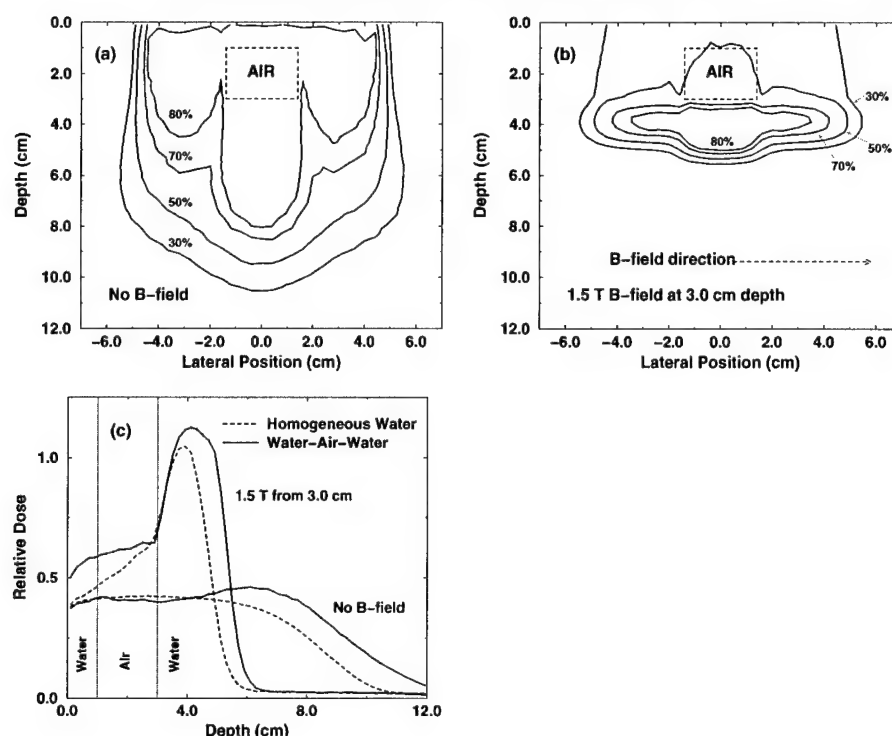 (a)
AIR
80%
70%
50%
30%
No B-field
0.0
2.0
4.0
6.0
8.0
10.0
12.0
Depth (cm)
-6.0 -4.0 -2.0 0.0 2.0 4.0 6.0
Lateral Position (cm)
(b)
AIR
30%
80%
50%
70%
B-field direction
1.5 T B-field at 3.0 cm depth
0.0
2.0
4.0
6.0
8.0
10.0
12.0
Depth (cm)
-6.0 -4.0 -2.0 0.0 2.0 4.0 6.0
Lateral Position (cm)
(c)
Homogeneous Water
Water-Air-Water
1.5 T from 3.0 cm
No B-field
Water
Air
Water
1.0
0.5
0.0
Relative Dose
0.0 4.0 8.0 12.0
Depth (cm)